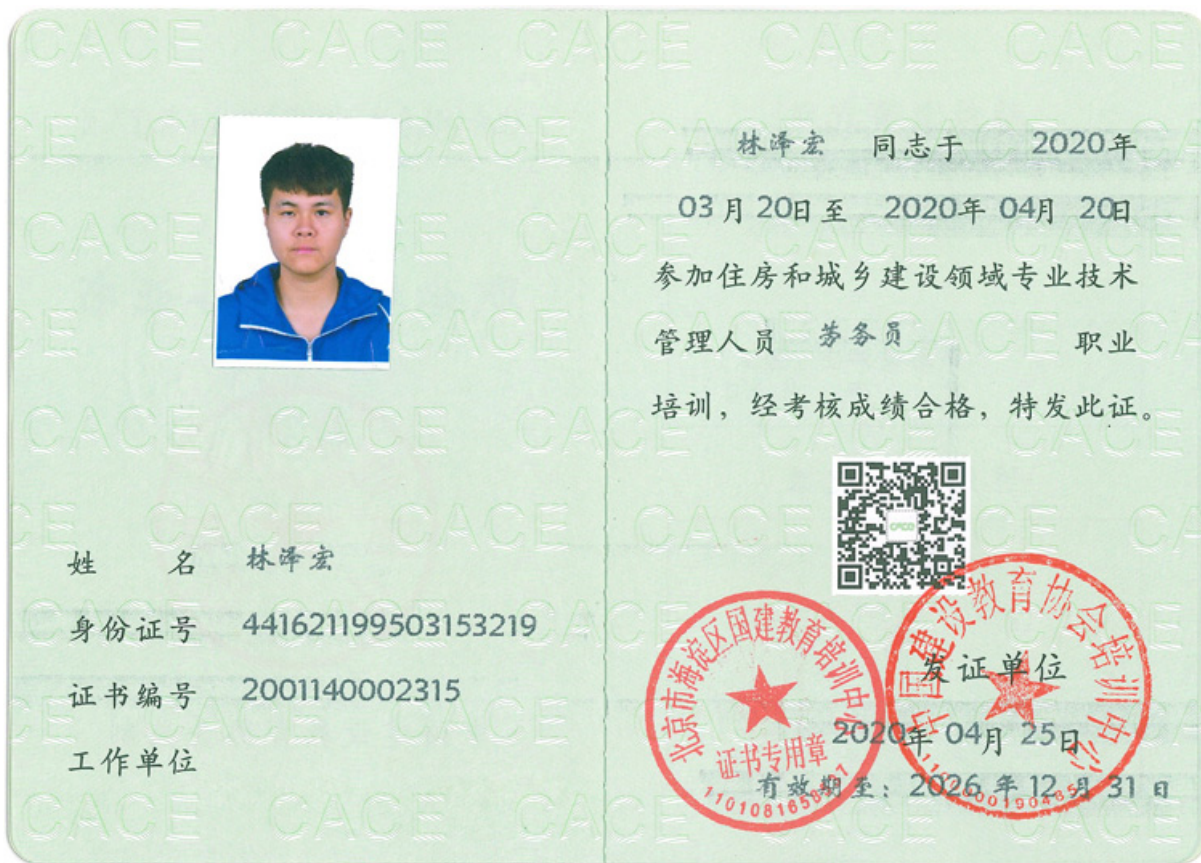 姓 名 林泽宏
身份证号 441621199503153219
证书编号 2001140002315
工作单位
林泽宏 同志于 2020年
03月20日至 2020年04月20日
参加住房和城乡建设领域专业技术
管理人员 劳务员 职业
培训，经考核成绩合格，特发此证。
北京市海淀区国建教育培训中心
证书专用章
中国建设教育协会培训中心
发证单位
2020年04月25日
有效期至：2026年12月31日
CACE